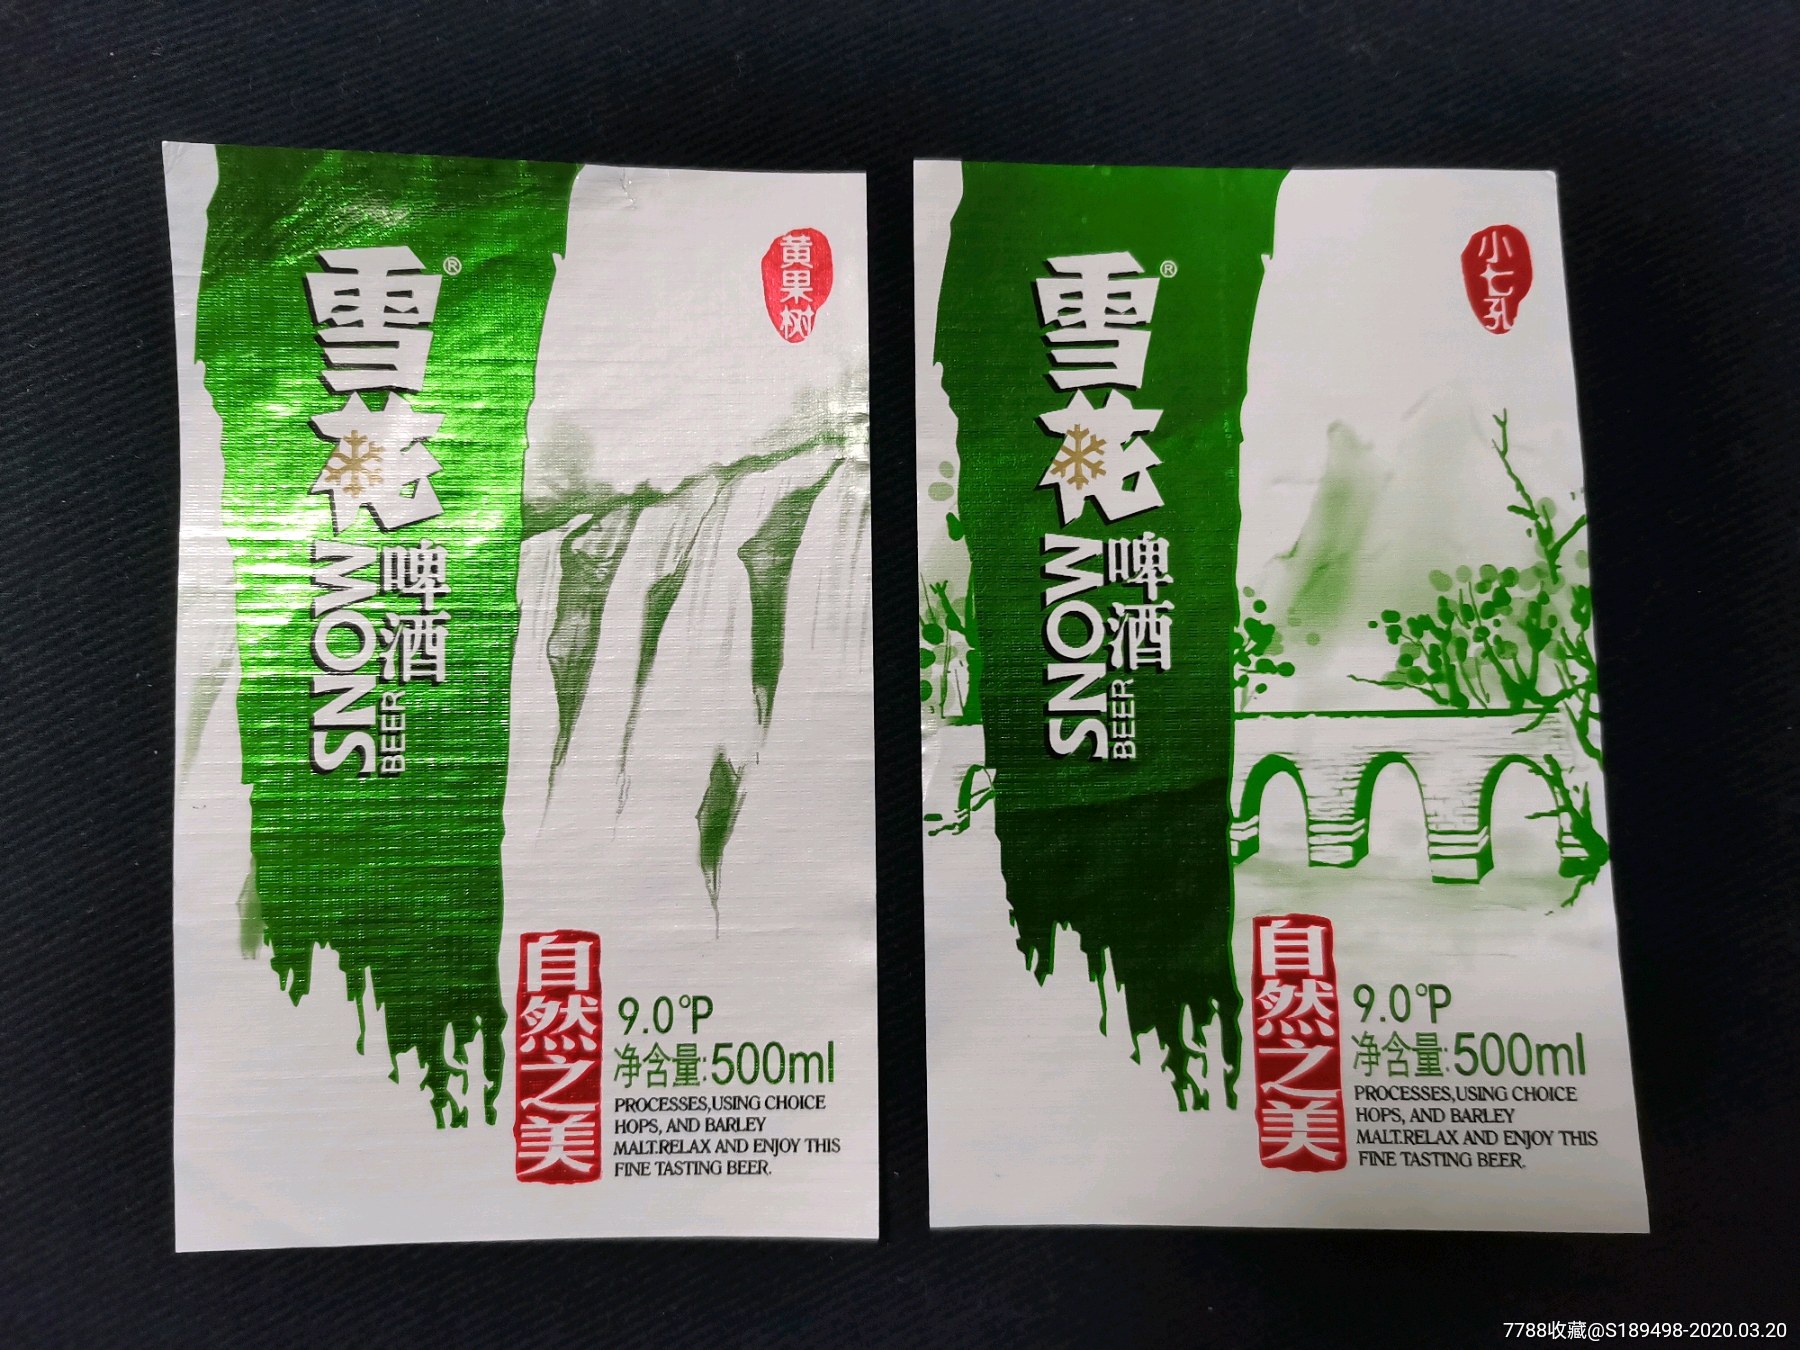 雪花®
啤酒
SNOW
BEER
黄果树
自然之美
9.0°P
净含量:500ml
PROCESSES,USING CHOICE
HOPS, AND BARLEY
MALT.RELAX AND ENJOY THIS
FINE TASTING BEER.
雪花®
啤酒
SNOW
BEER
小七孔
自然之美
9.0°P
净含量:500ml
PROCESSES,USING CHOICE
HOPS, AND BARLEY
MALT.RELAX AND ENJOY THIS
FINE TASTING BEER.
7788收藏@S189498-2020.03.20